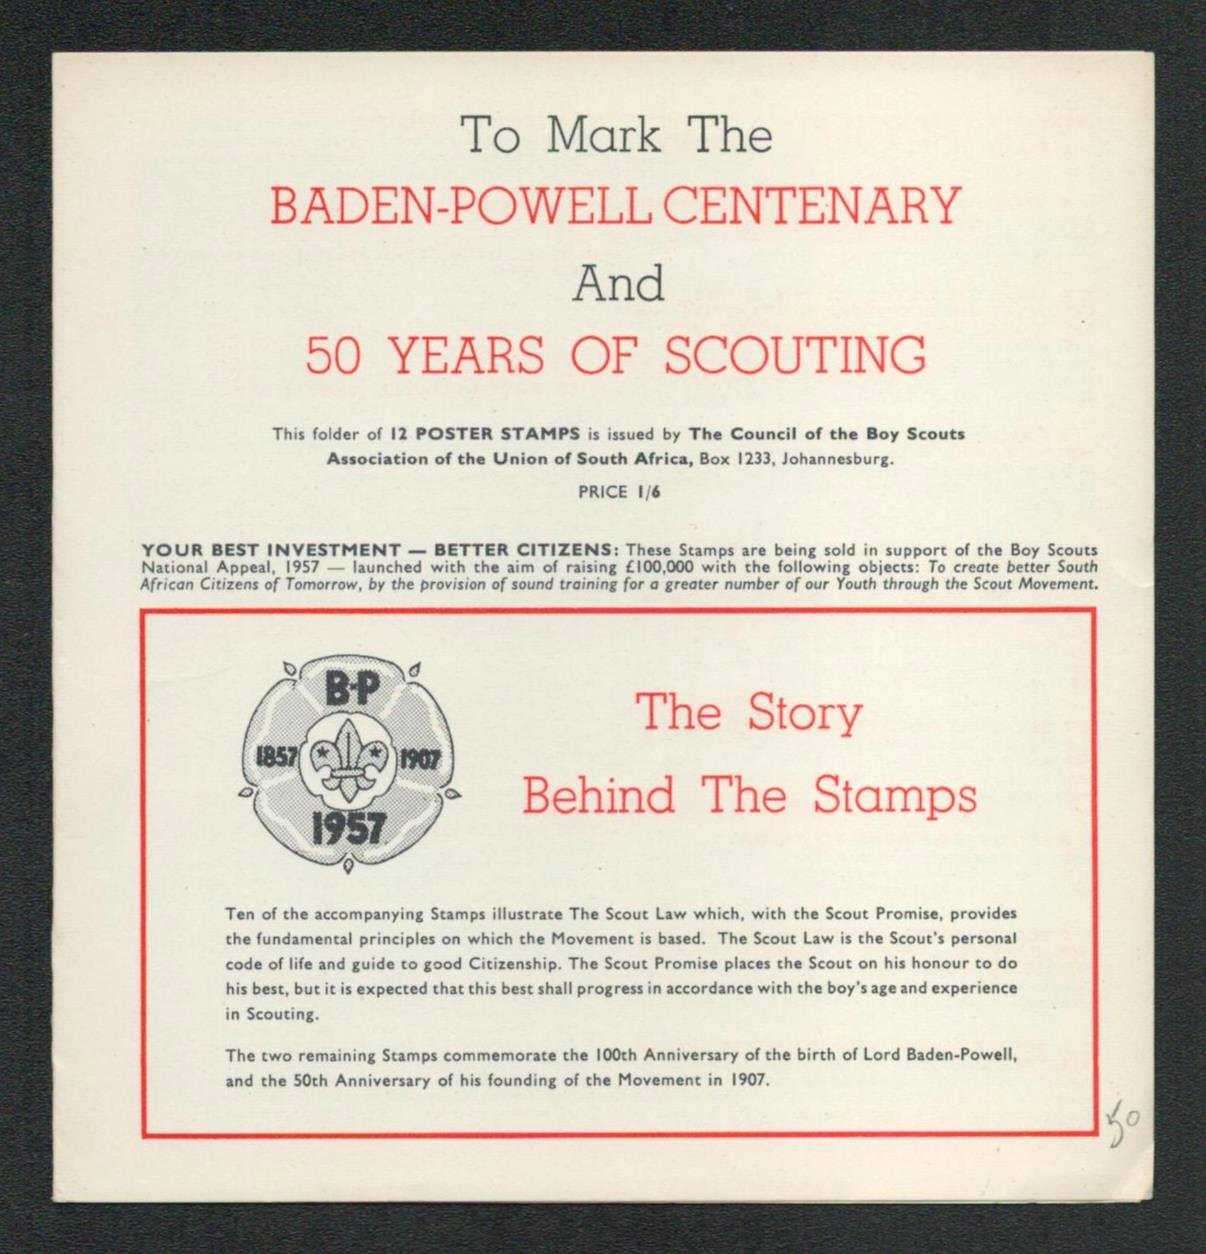 To Mark The
BADEN-POWELL CENTENARY
And
50 YEARS OF SCOUTING
This folder of 12 POSTER STAMPS is issued by The Council of the Boy Scouts
Association of the Union of South Africa, Box 1233, Johannesburg.
PRICE 1/6
YOUR BEST INVESTMENT — BETTER CITIZENS: These Stamps are being sold in support of the Boy Scouts
National Appeal, 1957 — launched with the aim of raising £100,000 with the following objects: To create better South
African Citizens of Tomorrow, by the provision of sound training for a greater number of our Youth through the Scout Movement.
B-P
1857 1907
1957
The Story
Behind The Stamps
Ten of the accompanying Stamps illustrate The Scout Law which, with the Scout Promise, provides
the fundamental principles on which the Movement is based. The Scout Law is the Scout's personal
code of life and guide to good Citizenship. The Scout Promise places the Scout on his honour to do
his best, but it is expected that this best shall progress in accordance with the boy's age and experience
in Scouting.
The two remaining Stamps commemorate the 100th Anniversary of the birth of Lord Baden-Powell,
and the 50th Anniversary of his founding of the Movement in 1907.
50